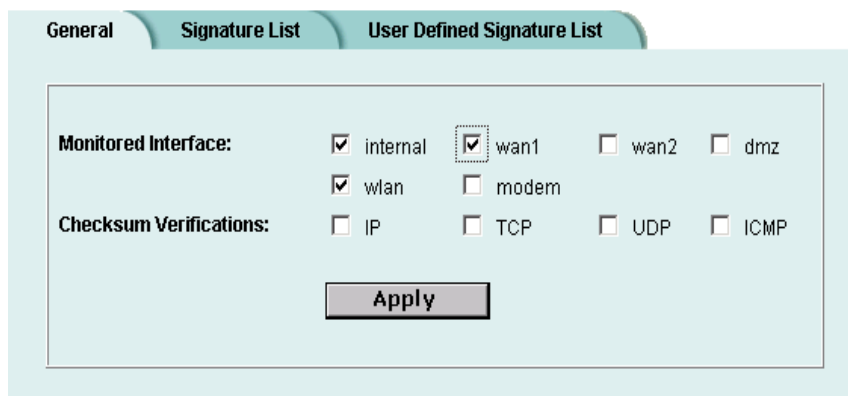 General Signature List User Defined Signature List
Monitored Interface: internal wan1 wan2 dmz
wlan modem
Checksum Verifications: IP TCP UDP ICMP
Apply